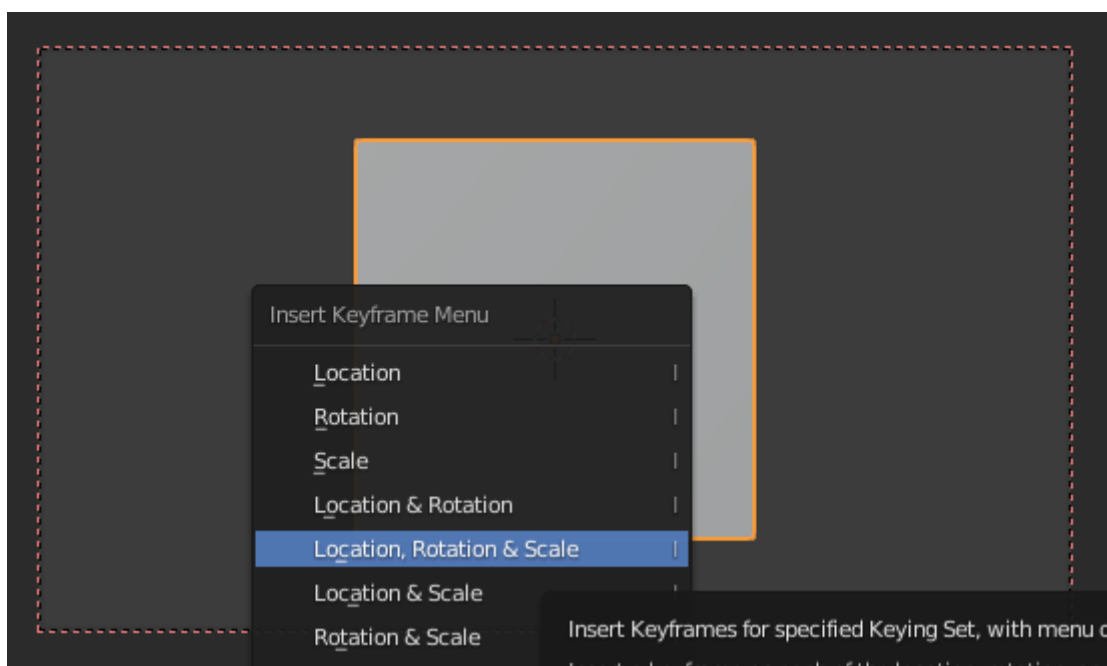 Insert Keyframe Menu
Location I
Rotation I
Scale I
Location & Rotation I
Location, Rotation & Scale I
Location & Scale I
Rotation & Scale
Insert Keyframes for specified Keying Set, with menu